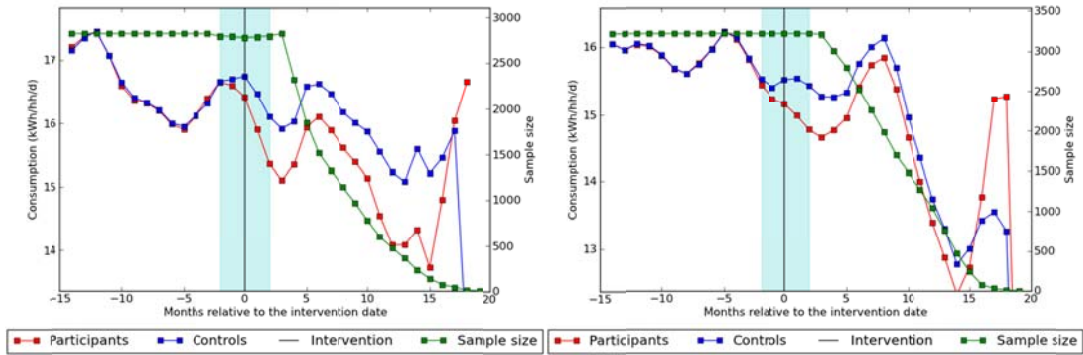 17
16
15
14
Consumption (kWh/hh/d)
3000
2500
2000
1500
1000
500
0
Sample size
−15 −10 −5 0 5 10 15 20
Months relative to the intervention date
Participants Controls Intervention Sample size
16
15
14
13
Consumption (kWh/hh/d)
3500
3000
2500
2000
1500
1000
500
0
Sample size
−15 −10 −5 0 5 10 15 20
Months relative to the intervention date
Participants Controls Intervention Sample size